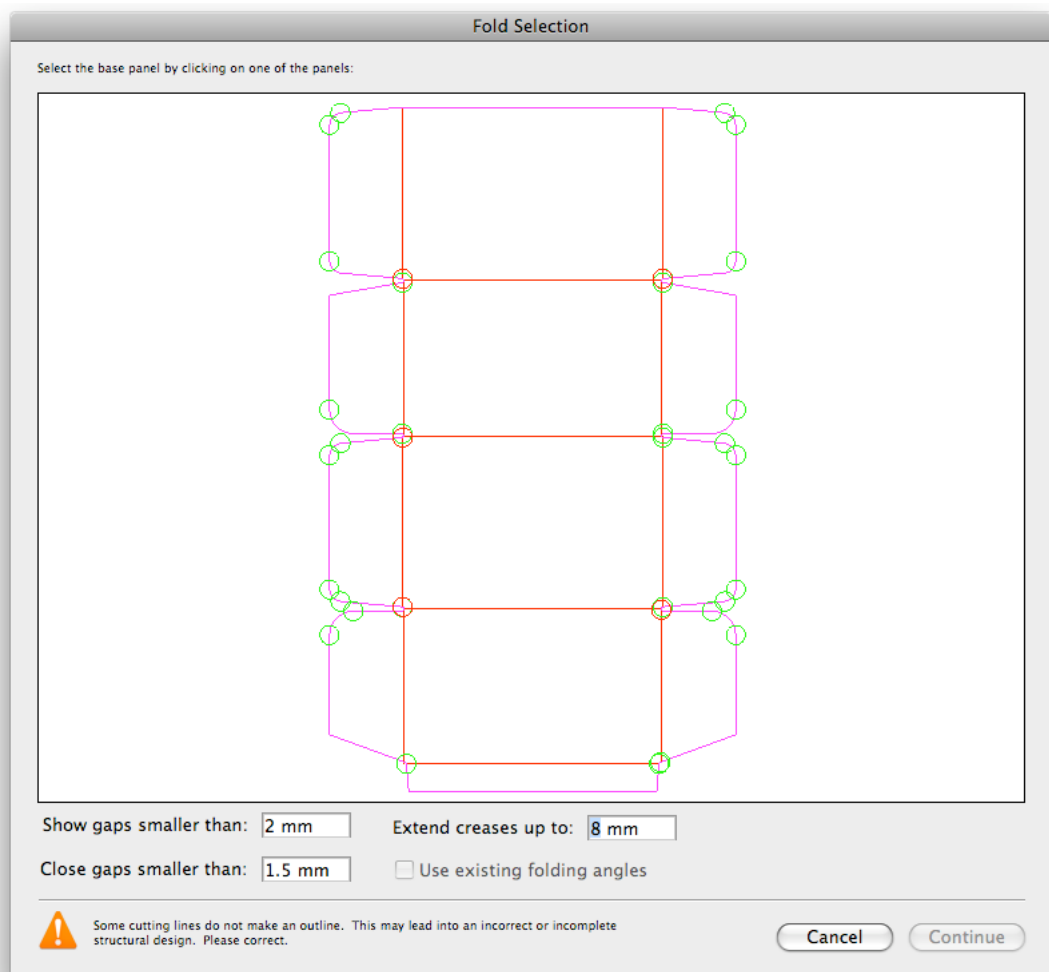 Fold Selection
Select the base panel by clicking on one of the panels:
Show gaps smaller than: 2 mm
Extend creases up to: 8 mm
Close gaps smaller than: 1.5 mm
Use existing folding angles
Some cutting lines do not make an outline. This may lead into an incorrect or incomplete
structural design. Please correct.
Cancel
Continue